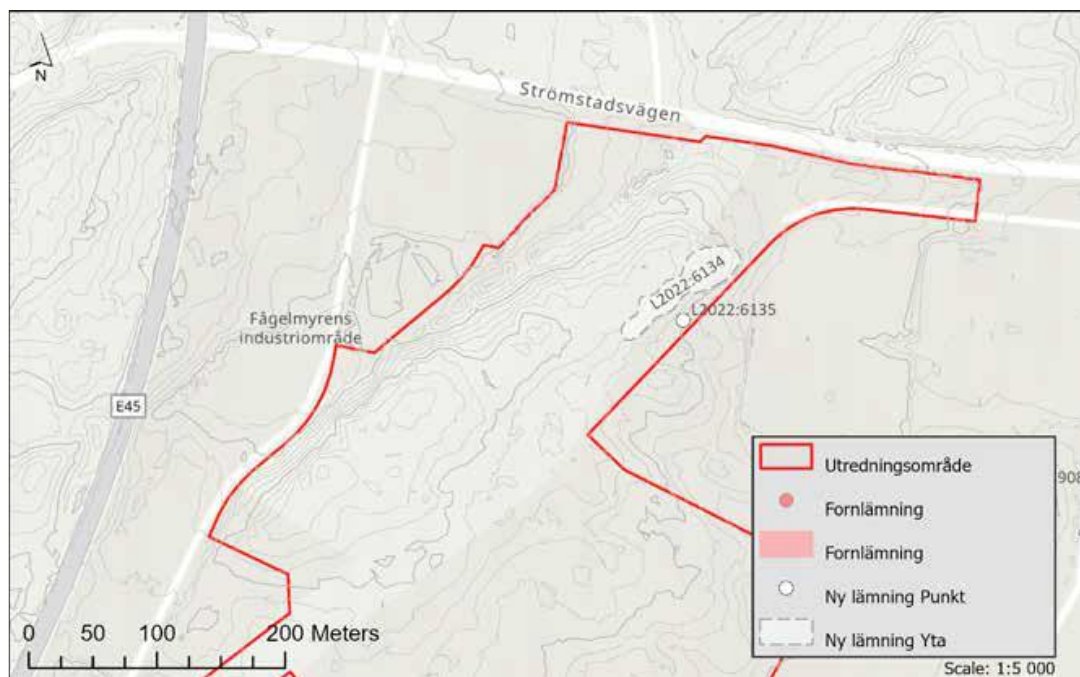 N
Strömstadsvägen
L2022:6134
L2022:6135
Fågelmyrens
industriområde
E45
908
Utredningsområde
Fornlämning
Fornlämning
Ny lämning Punkt
Ny lämning Yta
0 50 100 200 Meters
Scale: 1:5 000